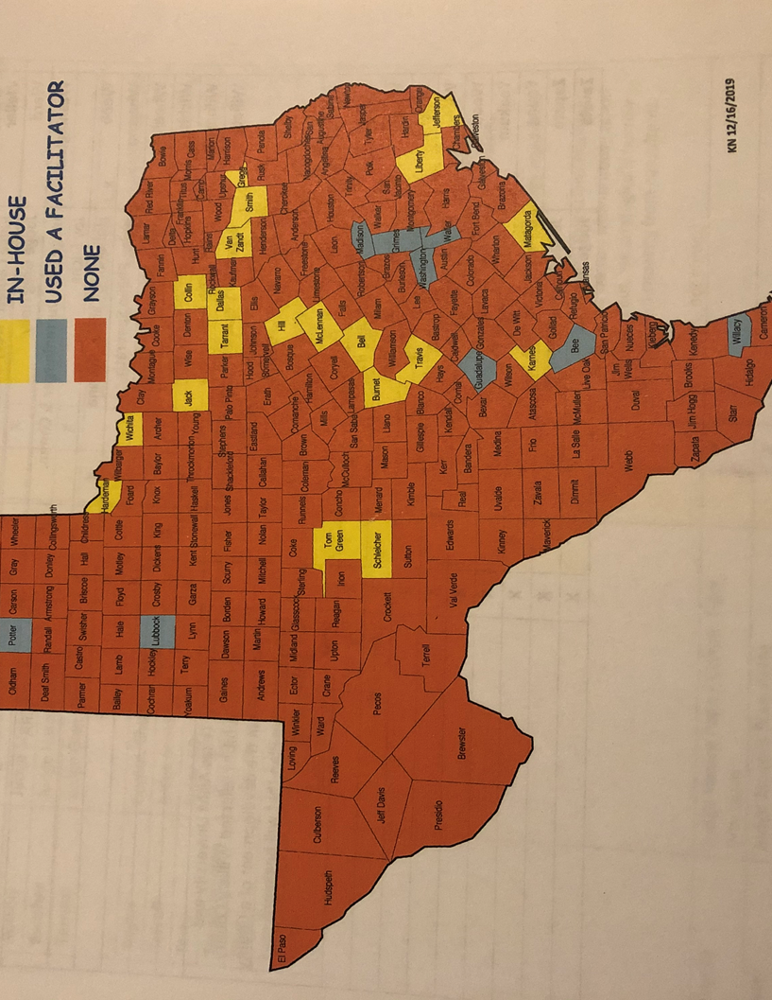 IN-HOUSE
USED A FACILITATOR
NONE
KN 12/16/2019
Oldham
Potter
Carson
Gray
Wheeler
Deaf Smith
Randall
Armstrong
Donley
Collingsworth
Parmer
Castro
Swisher
Briscoe
Hall
Childress
Hardeman
Wilbarger
Wichita
Clay
Montague
Cooke
Grayson
Fannin
Lamar
Red River
Bowie
Bailey
Lamb
Hale
Floyd
Motley
Cottle
Foard
Cochran
Hockley
Lubbock
Crosby
Dickens
King
Knox
Baylor
Archer
Yoakum
Terry
Lynn
Garza
Kent
Stonewall
Haskell
Throckmorton
Young
Jack
Wise
Denton
Collin
Hunt
Delta
Hopkins
Franklin
Titus
Camp
Morris
Cass
Marion
Harrison
Gaines
Dawson
Borden
Scurry
Fisher
Jones
Shackelford
Stephens
Palo Pinto
Parker
Tarrant
Dallas
Rockwall
Kaufman
Rains
Van
Zandt
Wood
Upshur
Gregg
Smith
Rusk
Panola
Andrews
Martin
Howard
Mitchell
Nolan
Taylor
Callahan
Eastland
Erath
Hood
Johnson
Somervell
Ellis
Navarro
Henderson
Anderson
Cherokee
Shelby
Nacogdoches
San
Augustine
Sabine
Angelina
Newton
Jasper
Tyler
Polk
Trinity
Houston
Leon
Freestone
Limestone
Hill
Bosque
Hamilton
Comanche
Brown
Coleman
Runnels
Coke
Sterling
Glasscock
Midland
Ector
Winkler
Loving
Ward
Crane
Upton
Reagan
Irion
Tom
Green
Concho
McCulloch
San Saba
Mills
Lampasas
Coryell
McLennan
Falls
Bell
Milam
Robertson
Madison
Walker
San
Jacinto
Liberty
Hardin
Orange
Jefferson
Chambers
Galveston
Galveston
Harris
Montgomery
Grimes
Brazos
Burleson
Washington
Waller
Austin
Fort Bend
Brazoria
Matagorda
Wharton
Colorado
Fayette
Lee
Bastrop
Williamson
Travis
Burnet
Llano
Mason
Menard
Schleicher
Crockett
Pecos
Terrell
Reeves
Culberson
Jeff Davis
Hudspeth
El Paso
Presidio
Brewster
Val Verde
Sutton
Kimble
Gillespie
Blanco
Hays
Caldwell
Gonzales
Lavaca
Jackson
Victoria
Calhoun
De Witt
Goliad
Refugio
Aransas
Karnes
Wilson
Guadalupe
Comal
Kendall
Kerr
Edwards
Real
Bandera
Bexar
Medina
Uvalde
Kinney
Maverick
Zavala
Frio
Atascosa
Bee
San Patricio
Live Oak
McMullen
La Salle
Dimmit
Webb
Duval
Jim
Wells
Nueces
Kleberg
Kenedy
Brooks
Jim Hogg
Zapata
Starr
Hidalgo
Willacy
Cameron